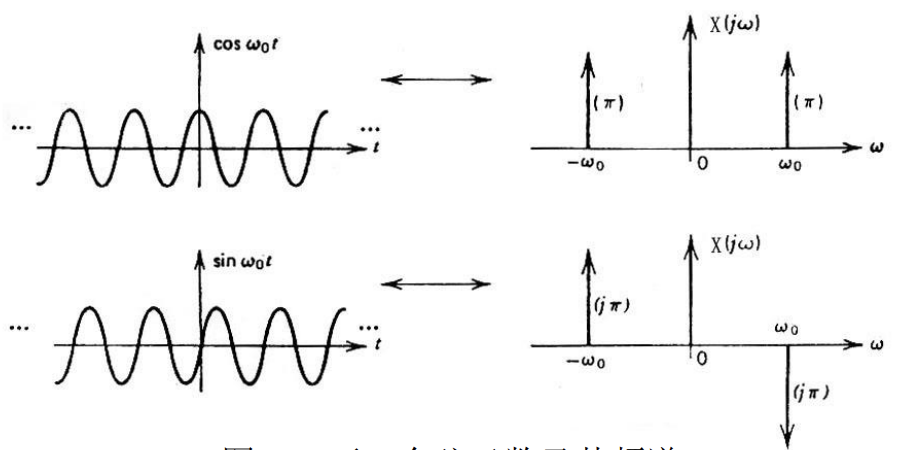 cos ω₀t
X(jω)
... (π) (π)
... t -ω₀ 0 ω₀ ω
sin ω₀t
X(jω)
(jπ)
... ... ω₀
t -ω₀ 0 ω
(jπ)